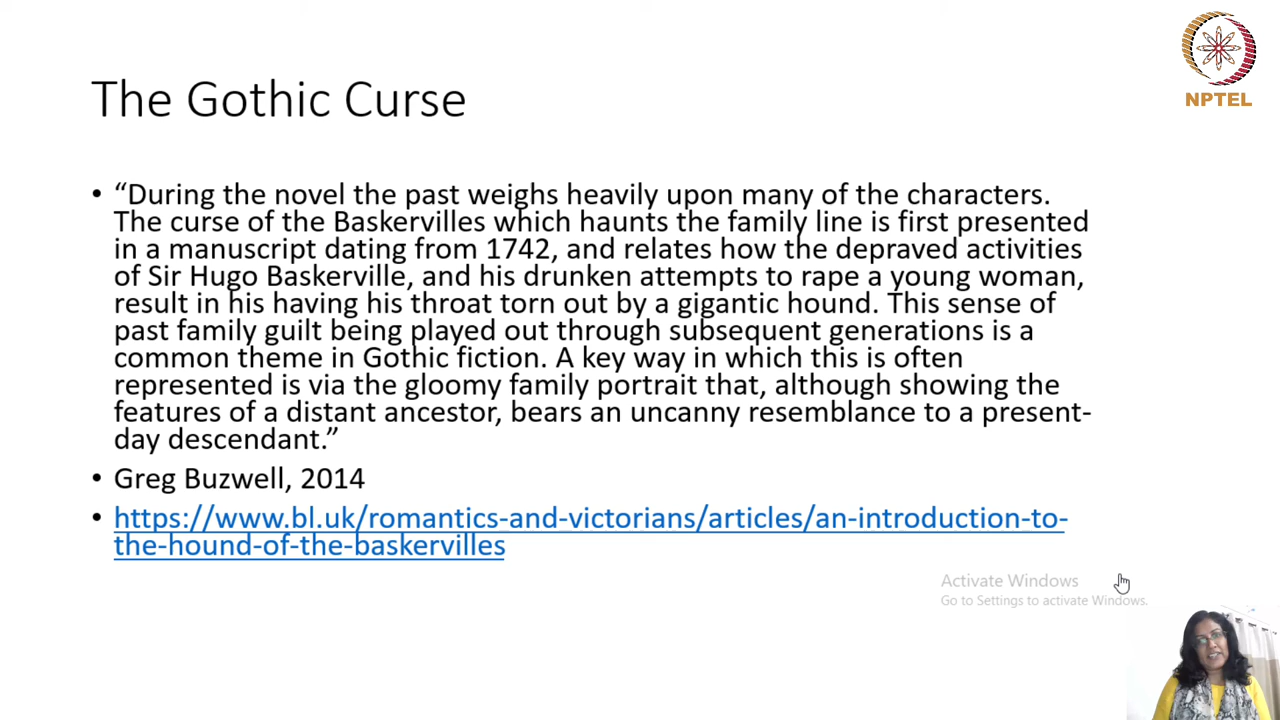 The Gothic Curse
NPTEL
• “During the novel the past weighs heavily upon many of the characters.
The curse of the Baskervilles which haunts the family line is first presented
in a manuscript dating from 1742, and relates how the depraved activities
of Sir Hugo Baskerville, and his drunken attempts to rape a young woman,
result in his having his throat torn out by a gigantic hound. This sense of
past family guilt being played out through subsequent generations is a
common theme in Gothic fiction. A key way in which this is often
represented is via the gloomy family portrait that, although showing the
features of a distant ancestor, bears an uncanny resemblance to a present-
day descendant.”
• Greg Buzwell, 2014
• https://www.bl.uk/romantics-and-victorians/articles/an-introduction-to-
the-hound-of-the-baskervilles
Activate Windows
Go to Settings to activate Windows.